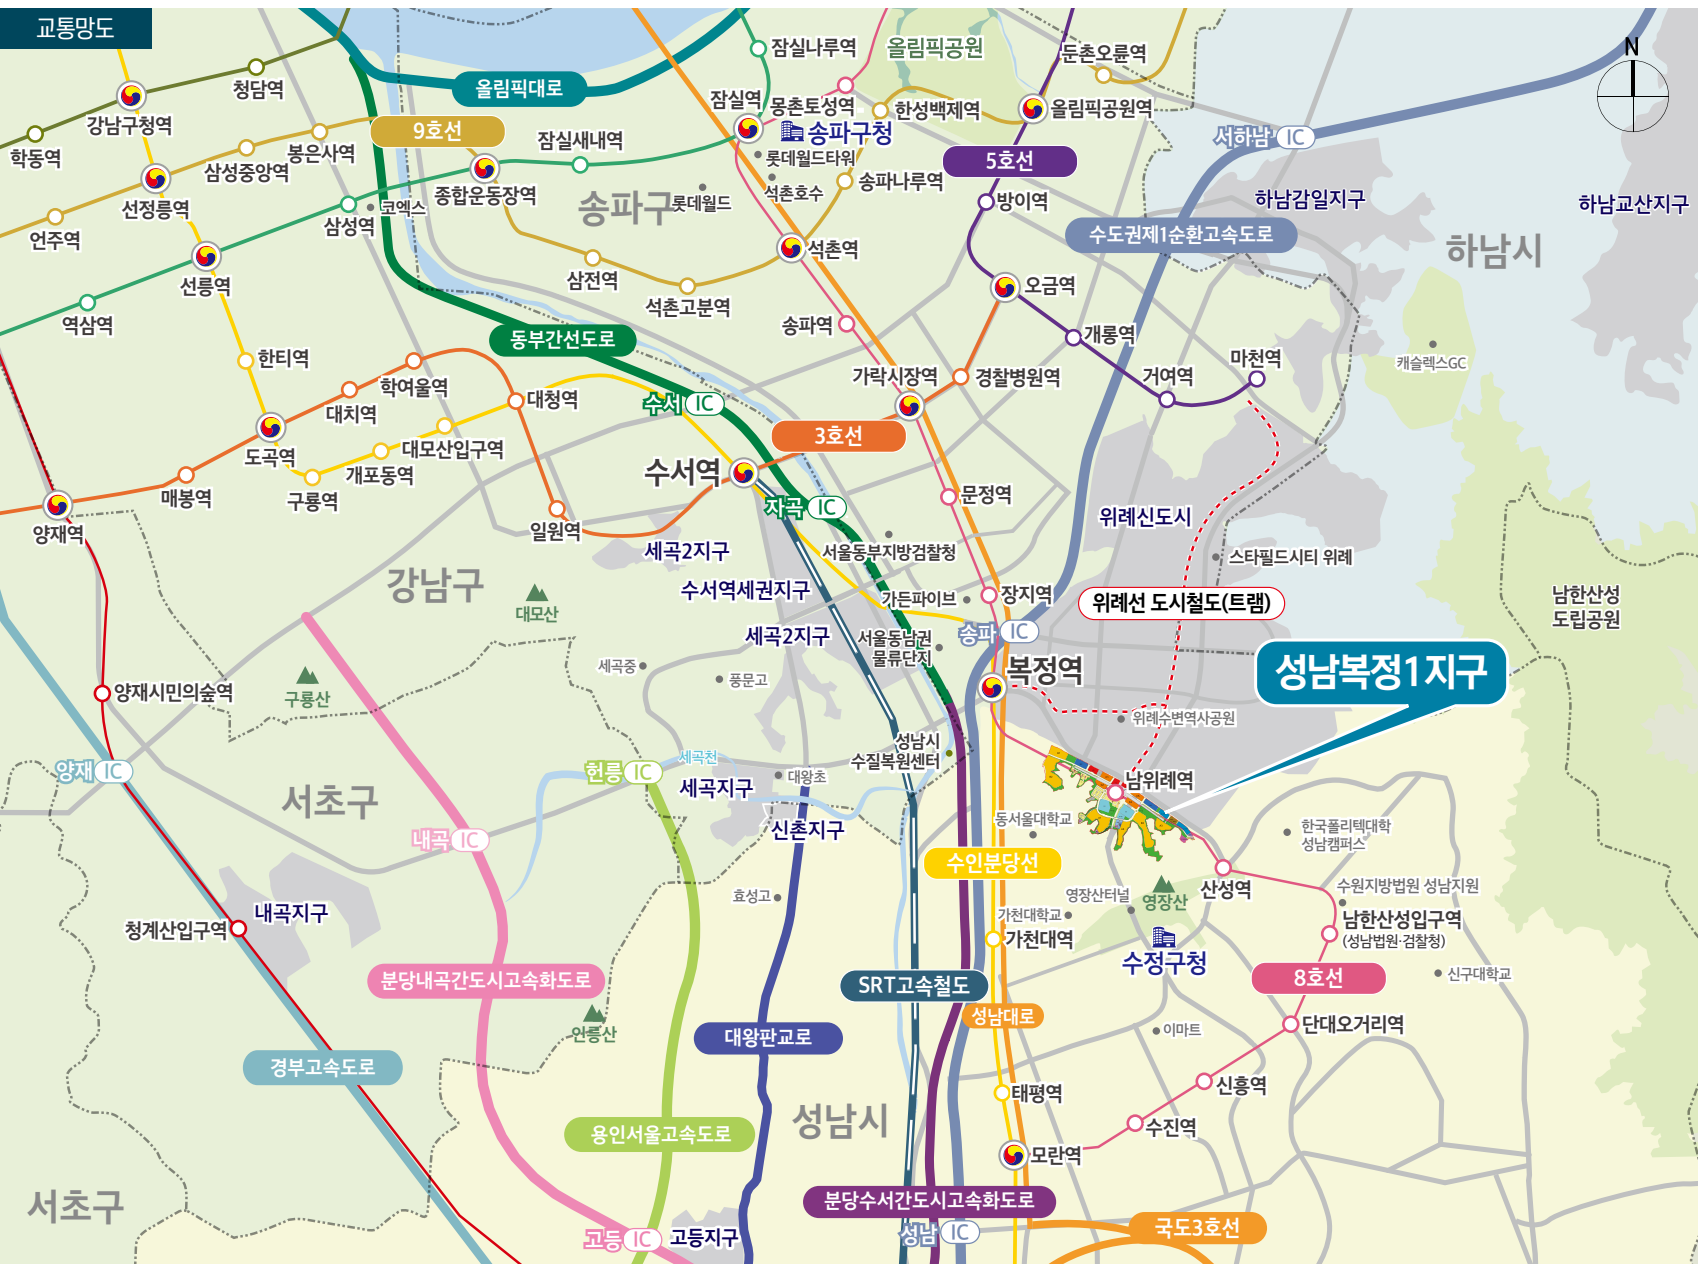 교통망도
N
올림픽대로
잠실나루역
올림픽공원
둔촌오륜역
청담역
강남구청역
학동역
9호선
잠실역
몽촌토성역
한성백제역
올림픽공원역
송파구청
서하남 IC
봉은사역
삼성중앙역
잠실새내역
롯데월드타워
5호선
선정릉역
종합운동장역
송파구
롯데월드
석촌호수
송파나루역
방이역
하남감일지구
하남교산지구
언주역
삼성역
코엑스
수도권제1순환고속도로
하남시
석촌역
선릉역
삼전역
오금역
석촌고분역
역삼역
송파역
동부간선도로
개롱역
한티역
학여울역
마천역
캐슬렉스GC
가락시장역
경찰병원역
거여역
대치역
대청역
수서 IC
3호선
도곡역
대모산입구역
개포동역
수서역
매봉역
구룡역
문정역
자곡 IC
위례신도시
양재역
일원역
세곡2지구
서울동부지방검찰청
스타필드시티 위례
강남구
수서역세권지구
대모산
가든파이브
장지역
위례선 도시철도(트램)
남한산성
도립공원
세곡2지구
서울동남권
물류단지
송파 IC
세곡중
복정역
성남복정1지구
풍문고
양재시민의숲역
구룡산
위례수변역사공원
성남시
수질복원센터
양재 IC
헌릉 IC
세곡천
대왕초
남위례역
세곡지구
서초구
신촌지구
동서울대학교
한국폴리텍대학
성남캠퍼스
내곡 IC
수인분당선
효성고
영장산터널
영장산
산성역
수원지방법원 성남지원
내곡지구
가천대학교
남한산성입구역
(성남법원·검찰청)
청계산입구역
가천대역
수정구청
분당내곡간도시고속화도로
SRT고속철도
8호선
신구대학교
인릉산
성남대로
대왕판교로
이마트
단대오거리역
경부고속도로
신흥역
태평역
성남시
용인서울고속도로
수진역
모란역
서초구
분당수서간도시고속화도로
국도3호선
고등 IC
고등지구
성남 IC